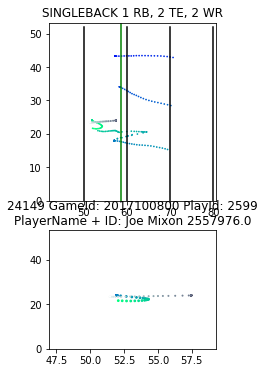 SINGLEBACK 1 RB, 2 TE, 2 WR
50
40
30
20
10
0
50 60 70 80
24149 GameId: 2017100800 PlayId: 2599
PlayerName + ID: Joe Mixon 2557976.0
40
20
0
47.5 50.0 52.5 55.0 57.5